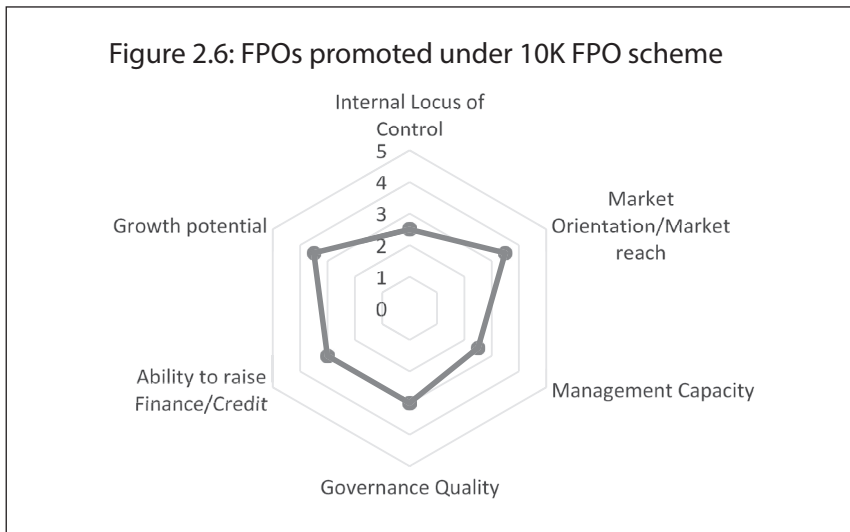 Figure 2.6: FPOs promoted under 10K FPO scheme
Internal Locus of
Control
5
4
3
2
1
0
Market
Orientation/Market
reach
Growth potential
Ability to raise
Finance/Credit
Management Capacity
Governance Quality